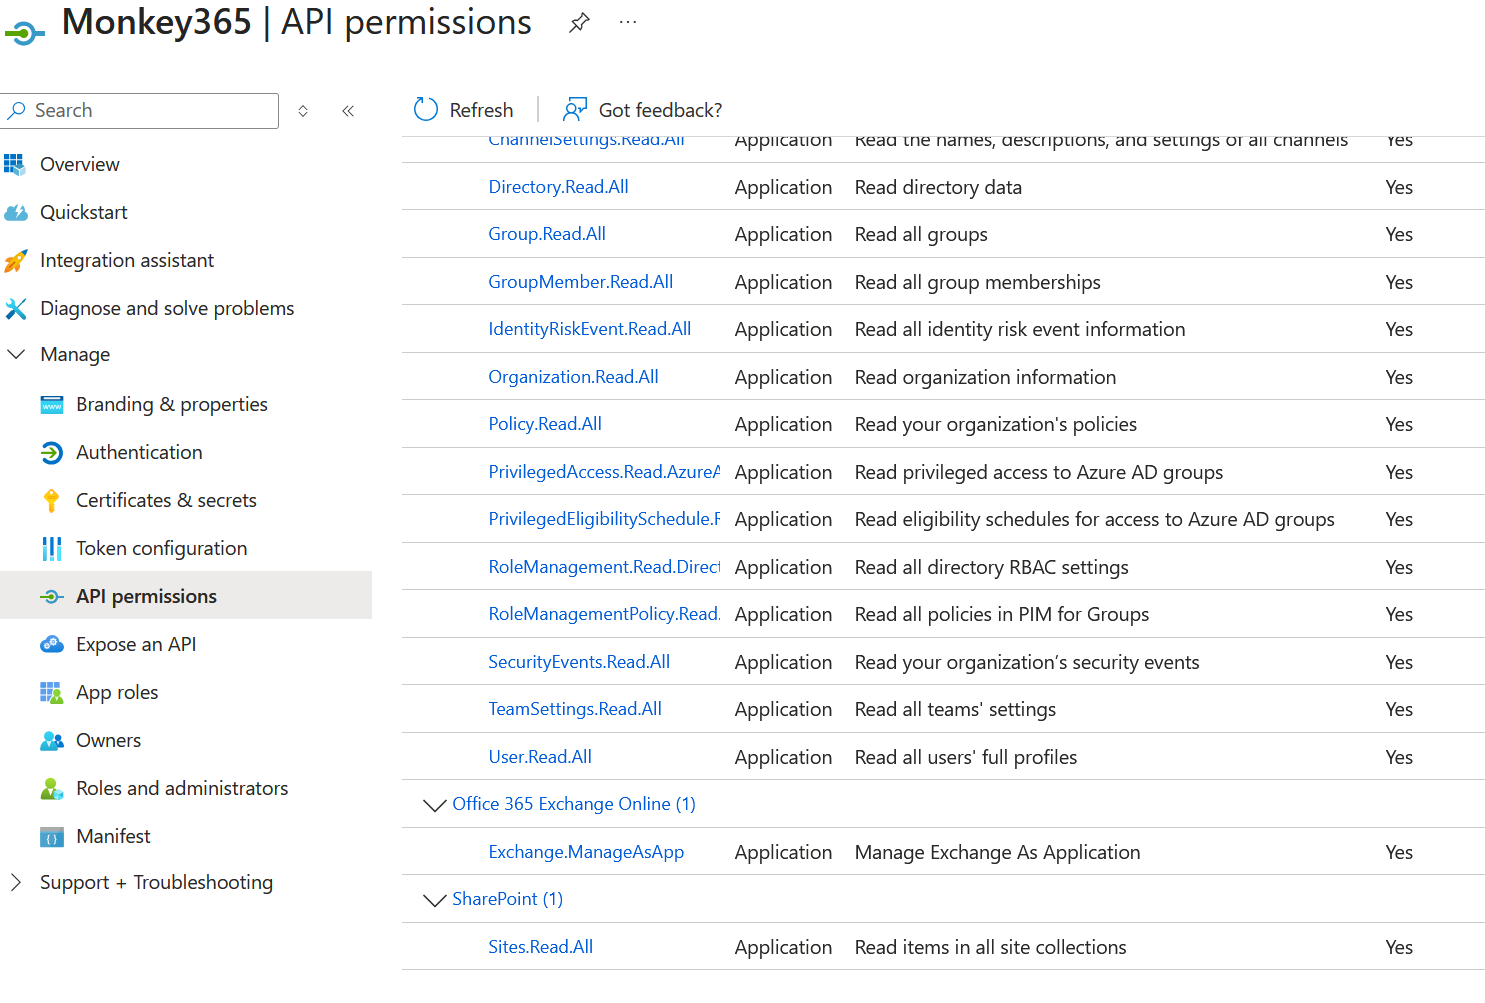 Monkey365 | API permissions
Search
Refresh
Got feedback?
Overview
Quickstart
Integration assistant
Diagnose and solve problems
Manage
Branding & properties
Authentication
Certificates & secrets
Token configuration
API permissions
Expose an API
App roles
Owners
Roles and administrators
Manifest
Support + Troubleshooting
ChannelSettings.Read.All Application Read the names, descriptions, and settings of all channels Yes
Directory.Read.All Application Read directory data Yes
Group.Read.All Application Read all groups Yes
GroupMember.Read.All Application Read all group memberships Yes
IdentityRiskEvent.Read.All Application Read all identity risk event information Yes
Organization.Read.All Application Read organization information Yes
Policy.Read.All Application Read your organization's policies Yes
PrivilegedAccess.Read.AzureA Application Read privileged access to Azure AD groups Yes
PrivilegedEligibilitySchedule.R Application Read eligibility schedules for access to Azure AD groups Yes
RoleManagement.Read.Direct Application Read all directory RBAC settings Yes
RoleManagementPolicy.Read. Application Read all policies in PIM for Groups Yes
SecurityEvents.Read.All Application Read your organization’s security events Yes
TeamSettings.Read.All Application Read all teams' settings Yes
User.Read.All Application Read all users' full profiles Yes
Office 365 Exchange Online (1)
Exchange.ManageAsApp Application Manage Exchange As Application Yes
SharePoint (1)
Sites.Read.All Application Read items in all site collections Yes